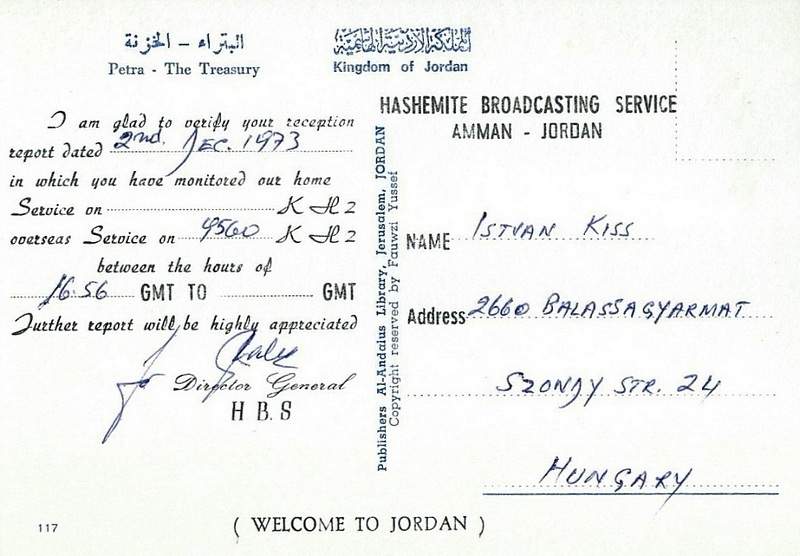 البتراء - الخزنة
Petra - The Treasury
المملكة الأردنية الهاشمية
Kingdom of Jordan
I am glad to verify your reception
report dated 2nd. DEC. 1973
in which you have monitored our home
Service on KHZ
overseas Service on 9560 KHZ
between the hours of
16.56 GMT TO GMT
Further report will be highly appreciated
Director General
H B.S
Publishers Al-Andalus Library, Jerusalem, JORDAN
Copyright reserved by Fauwzi Yussef
HASHEMITE BROADCASTING SERVICE
AMMAN - JORDAN
NAME ISTVAN KISS
Address 2660 BALASSAGYARMAT
SZONDY STR. 24
HUNGARY
117
( WELCOME TO JORDAN )